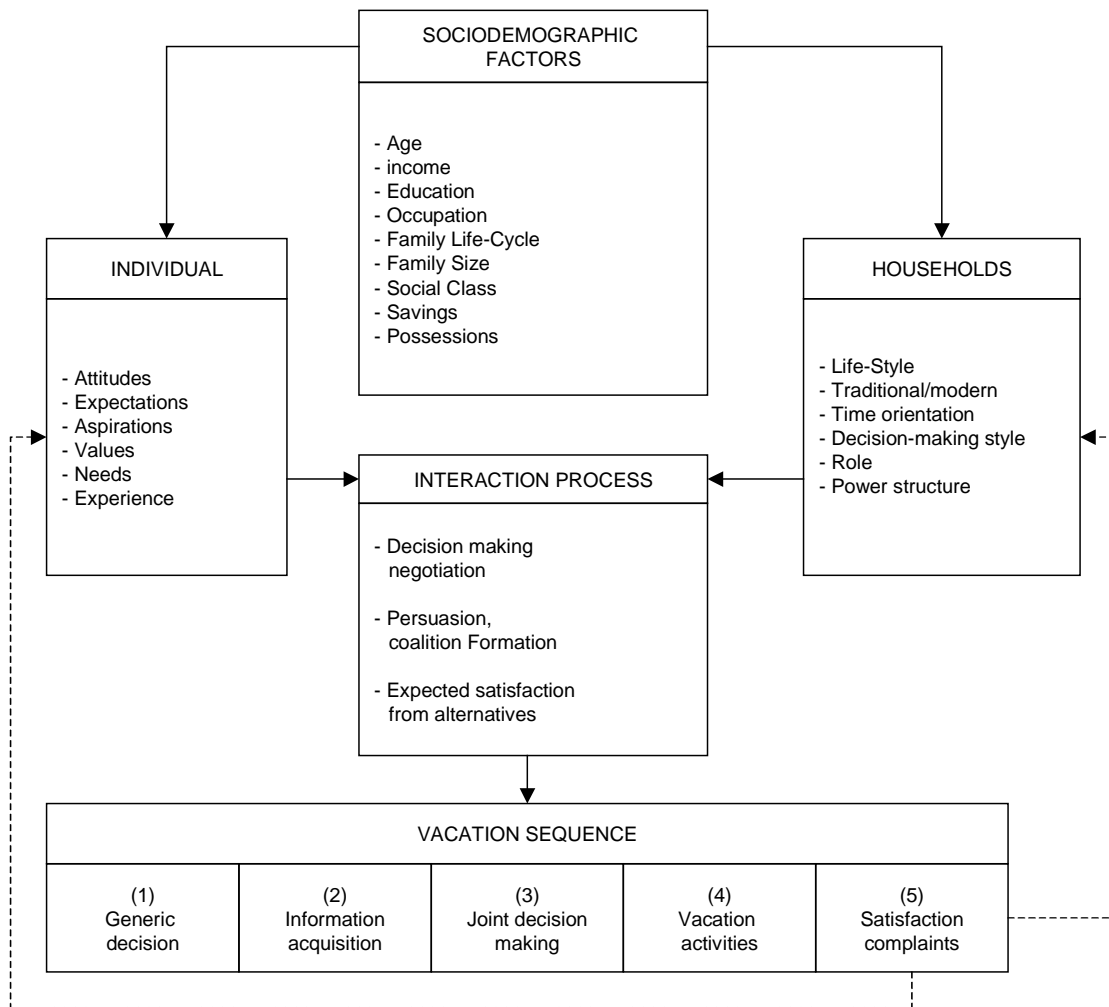 SOCIODEMOGRAPHIC
FACTORS
- Age
- income
- Education
- Occupation
- Family Life-Cycle
- Family Size
- Social Class
- Savings
- Possessions
INDIVIDUAL
- Attitudes
- Expectations
- Aspirations
- Values
- Needs
- Experience
HOUSEHOLDS
- Life-Style
- Traditional/modern
- Time orientation
- Decision-making style
- Role
- Power structure
INTERACTION PROCESS
- Decision making
negotiation
- Persuasion,
coalition Formation
- Expected satisfaction
from alternatives
VACATION SEQUENCE
(1)
Generic
decision
(2)
Information
acquisition
(3)
Joint decision
making
(4)
Vacation
activities
(5)
Satisfaction
complaints